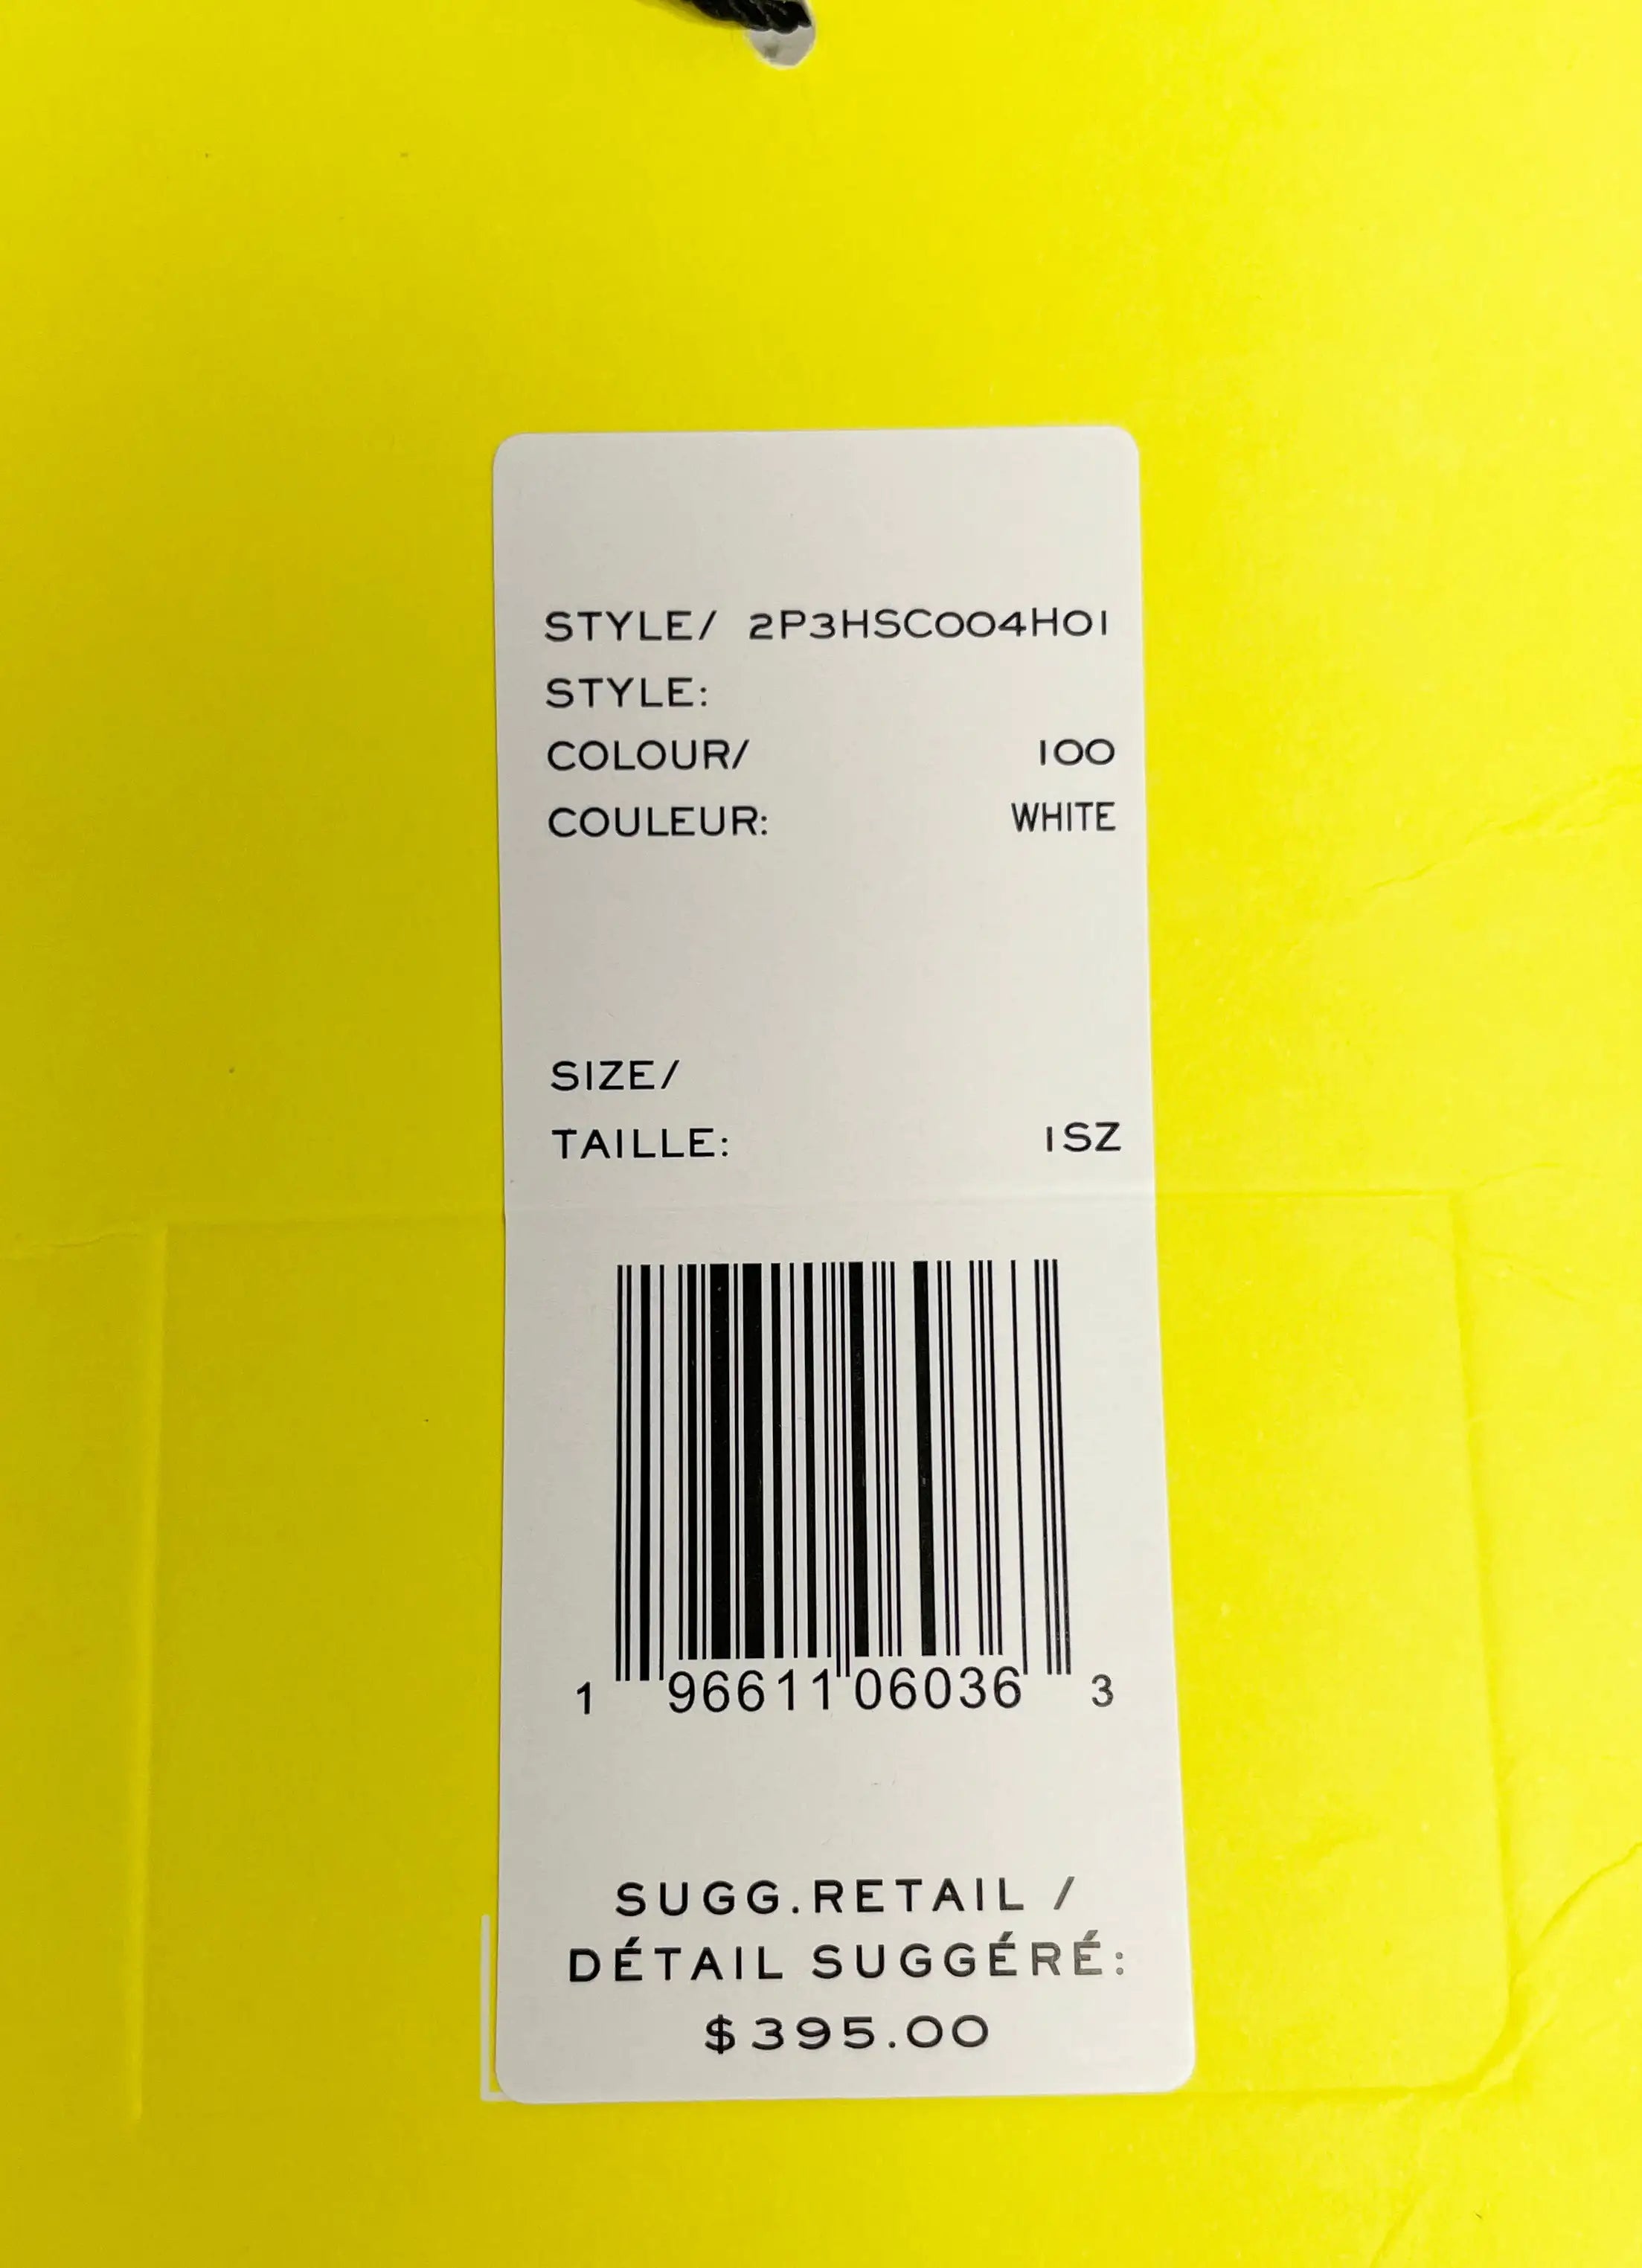 STYLE/ 2P3HSC004H01
STYLE:
COLOUR/ 100
COULEUR: WHITE
SIZE/
TAILLE: 1SZ
1 96611 06036 3
SUGG.RETAIL /
DÉTAIL SUGGÉRÉ:
$395.00